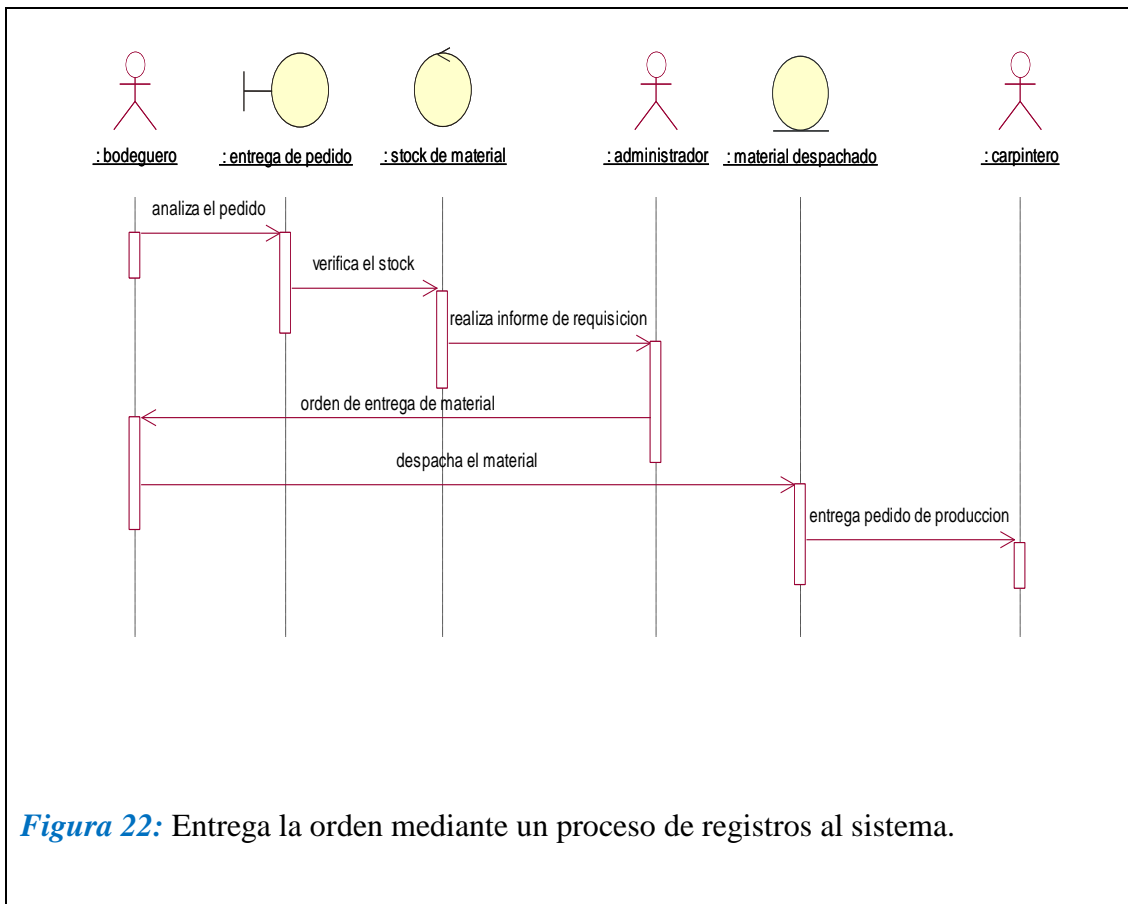 : bodeguero
: entrega de pedido
: stock de material
: administrador
: material despachado
: carpintero
analiza el pedido
verifica el stock
realiza informe de requisicion
orden de entrega de material
despacha el material
entrega pedido de produccion
Figura 22: Entrega la orden mediante un proceso de registros al sistema.